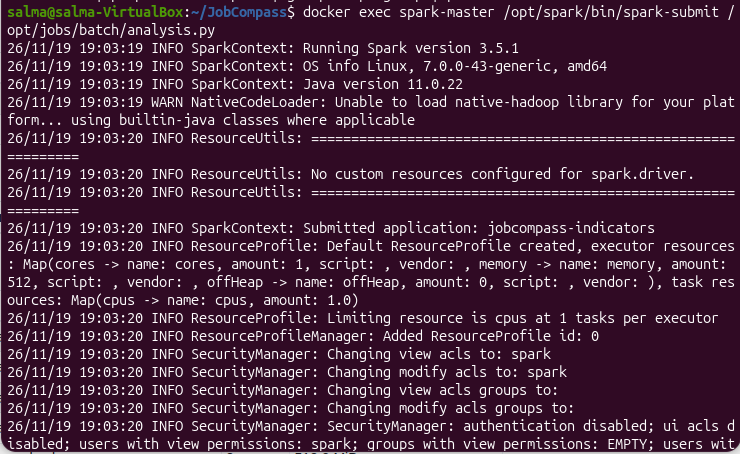 salma@salma-VirtualBox:~/JobCompass$ docker exec spark-master /opt/spark/bin/spark-submit /
opt/jobs/batch/analysis.py
26/11/19 19:03:19 INFO SparkContext: Running Spark version 3.5.1
26/11/19 19:03:19 INFO SparkContext: OS info Linux, 7.0.0-43-generic, amd64
26/11/19 19:03:19 INFO SparkContext: Java version 11.0.22
26/11/19 19:03:19 WARN NativeCodeLoader: Unable to load native-hadoop library for your plat
form... using builtin-java classes where applicable
26/11/19 19:03:20 INFO ResourceUtils: =====================================================
=========
26/11/19 19:03:20 INFO ResourceUtils: No custom resources configured for spark.driver.
26/11/19 19:03:20 INFO ResourceUtils: =====================================================
=========
26/11/19 19:03:20 INFO SparkContext: Submitted application: jobcompass-indicators
26/11/19 19:03:20 INFO ResourceProfile: Default ResourceProfile created, executor resources
: Map(cores -> name: cores, amount: 1, script: , vendor: , memory -> name: memory, amount:
512, script: , vendor: , offHeap -> name: offHeap, amount: 0, script: , vendor: ), task res
ources: Map(cpus -> name: cpus, amount: 1.0)
26/11/19 19:03:20 INFO ResourceProfile: Limiting resource is cpus at 1 tasks per executor
26/11/19 19:03:20 INFO ResourceProfileManager: Added ResourceProfile id: 0
26/11/19 19:03:20 INFO SecurityManager: Changing view acls to: spark
26/11/19 19:03:20 INFO SecurityManager: Changing modify acls to: spark
26/11/19 19:03:20 INFO SecurityManager: Changing view acls groups to:
26/11/19 19:03:20 INFO SecurityManager: Changing modify acls groups to:
26/11/19 19:03:20 INFO SecurityManager: SecurityManager: authentication disabled; ui acls d
isabled; users with view permissions: spark; groups with view permissions: EMPTY; users wit